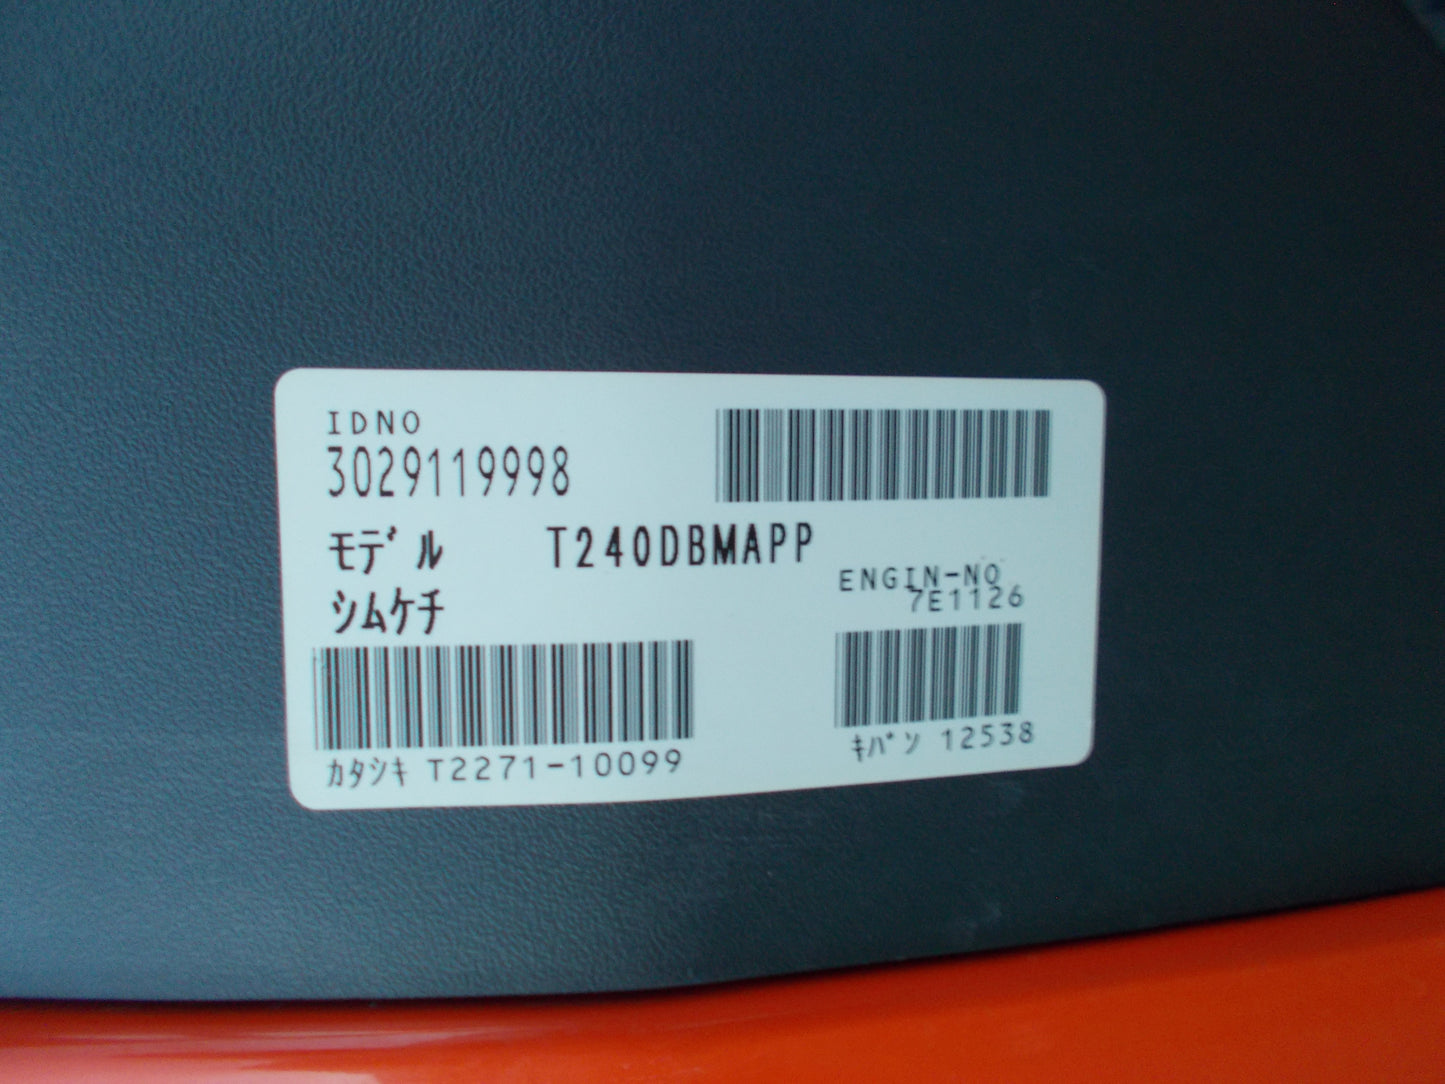 IDNO
3029119998
ﾓﾃﾞﾙ T240DBMAPP
ｼﾑｹﾁ
ENGIN-NO
7E1126
ｶﾀｼｷ T2271-10099
ｷﾊﾞﾝ 12538